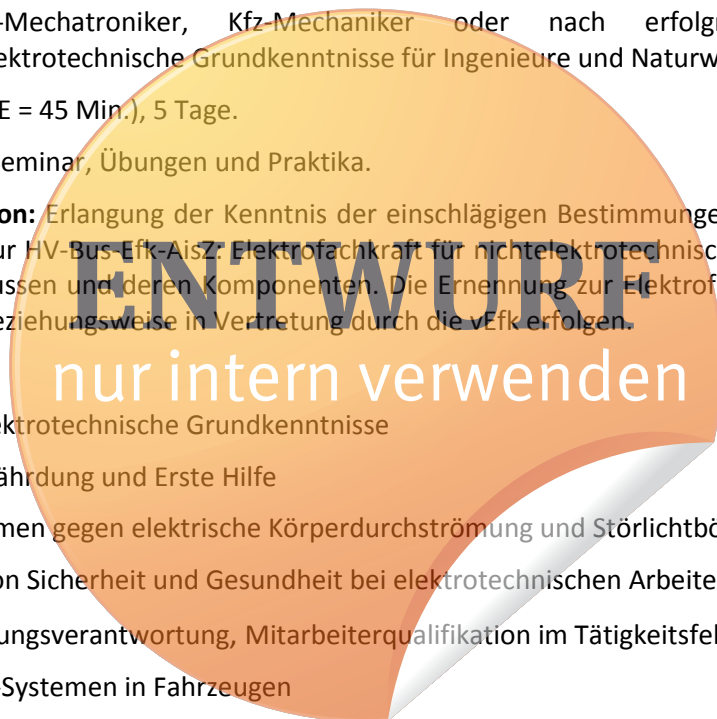 -Mechatroniker, Kfz-Mechaniker oder nach erfolgr
ektrotechnische Grundkenntnisse für Ingenieure und Naturw
E = 45 Min.), 5 Tage.
eminar, Übungen und Praktika.
on: Erlangung der Kenntnis der einschlägigen Bestimmunge
ur HV-Bus-Efk-AisZ: Elektrofachkraft für nichtelektrotechnisc
ussen und deren Komponenten. Die Ernennung zur Elektrof
eziehungsweise in Vertretung durch die vEfk erfolgen.
ENTWURF
nur intern verwenden
ktrotechnische Grundkenntnisse
ährdung und Erste Hilfe
men gegen elektrische Körperdurchströmung und Störlichtbö
on Sicherheit und Gesundheit bei elektrotechnischen Arbeite
ungsverantwortung, Mitarbeiterqualifikation im Tätigkeitsfel
-Systemen in Fahrzeugen